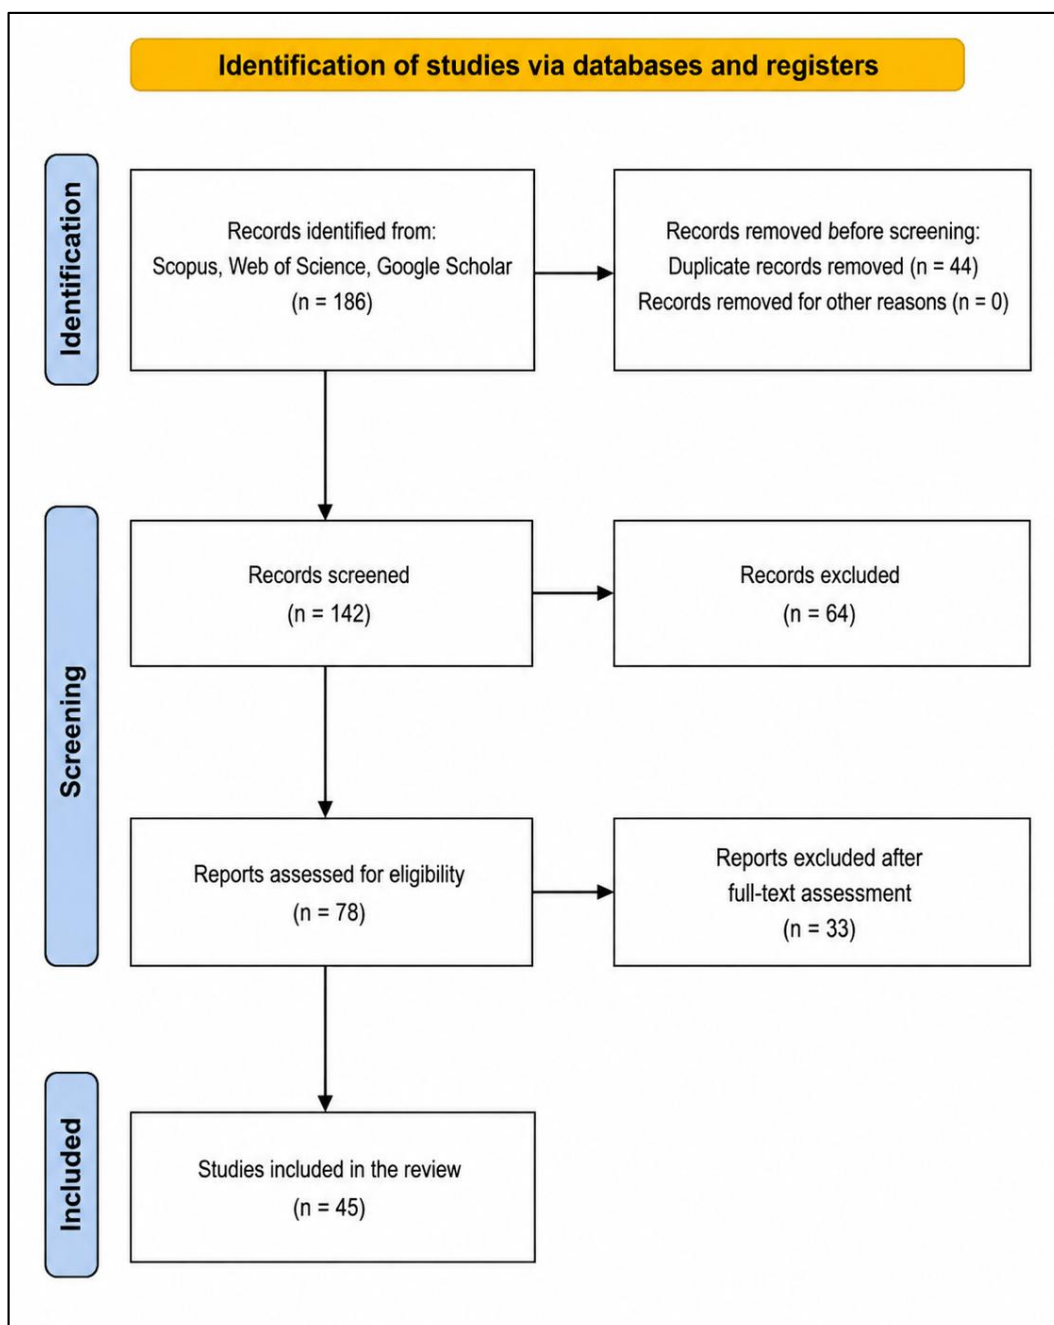 Identification of studies via databases and registers
Identification
Records identified from:
Scopus, Web of Science, Google Scholar
(n = 186)
Records removed before screening:
Duplicate records removed (n = 44)
Records removed for other reasons (n = 0)
Screening
Records screened
(n = 142)
Records excluded
(n = 64)
Reports assessed for eligibility
(n = 78)
Reports excluded after
full-text assessment
(n = 33)
Included
Studies included in the review
(n = 45)